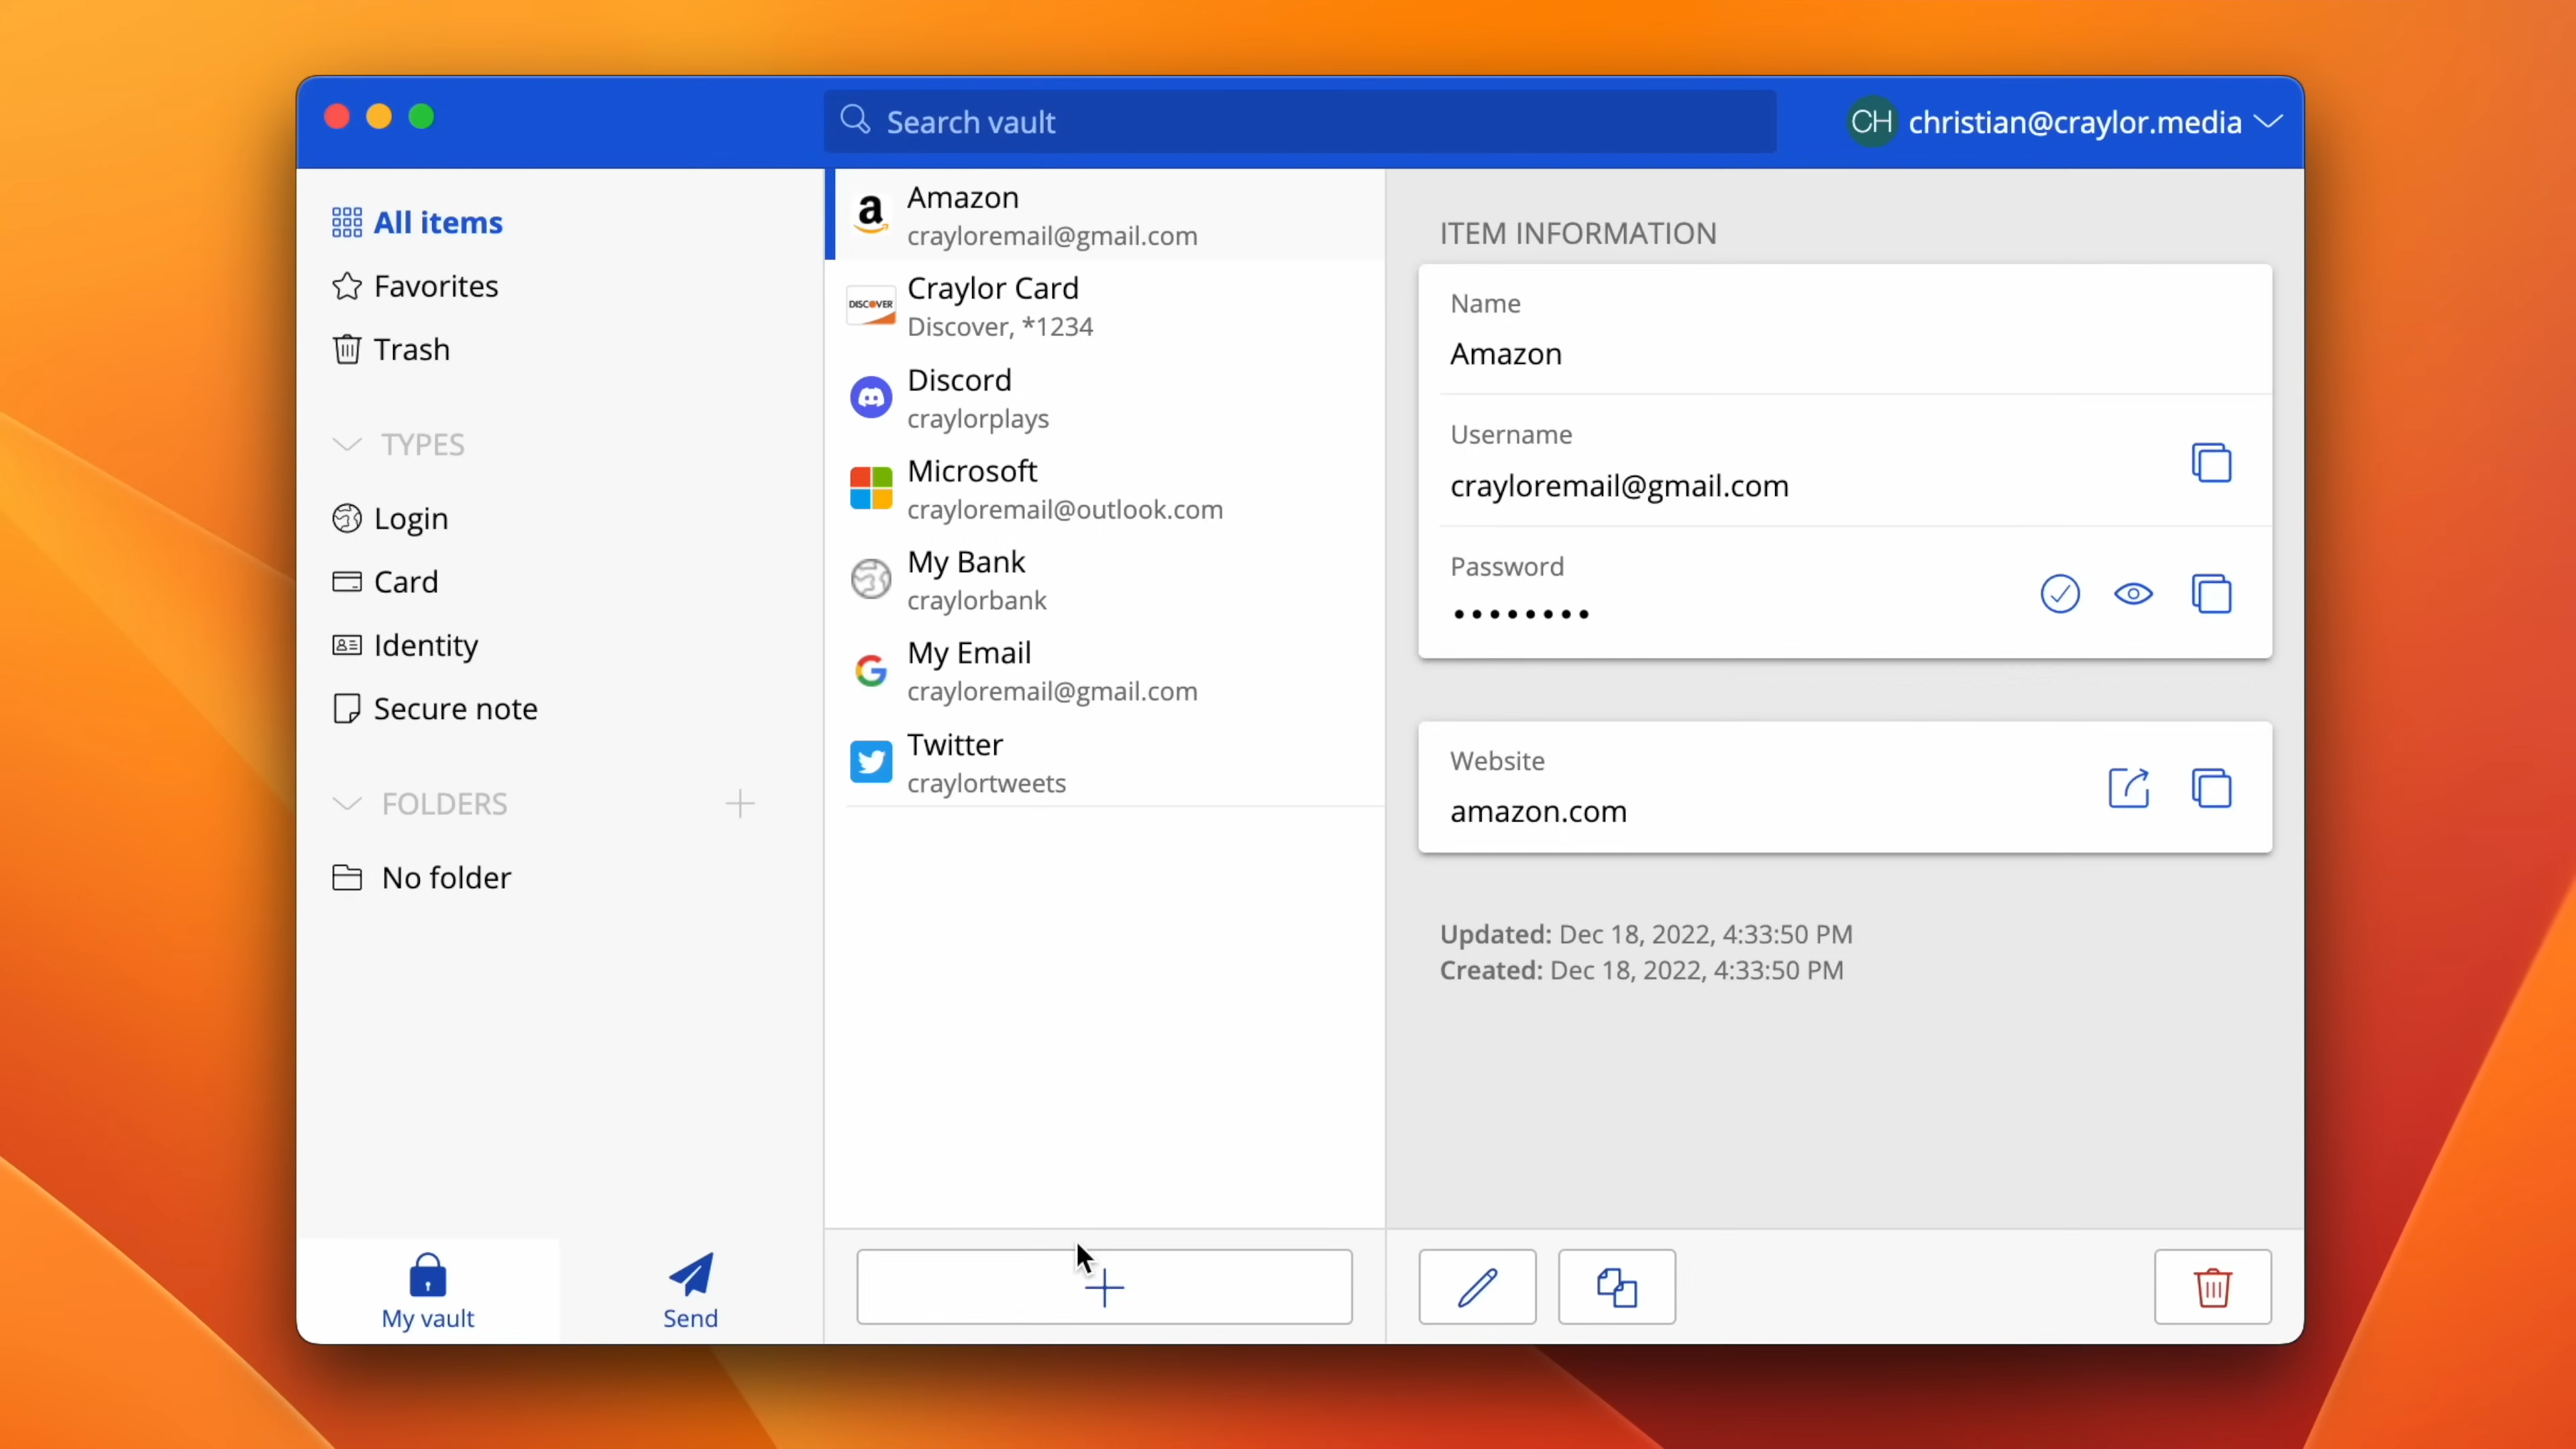 Search vault
CH christian@craylor.media
All items
Favorites
Trash
TYPES
Login
Card
Identity
Secure note
FOLDERS
No folder
My vault
Send
Amazon
crayloremail@gmail.com
DISCOVER
Craylor Card
Discover, *1234
Discord
craylorplays
Microsoft
crayloremail@outlook.com
My Bank
craylorbank
My Email
crayloremail@gmail.com
Twitter
craylortweets
ITEM INFORMATION
Name
Amazon
Username
crayloremail@gmail.com
Password
••••••••
Website
amazon.com
Updated: Dec 18, 2022, 4:33:50 PM
Created: Dec 18, 2022, 4:33:50 PM